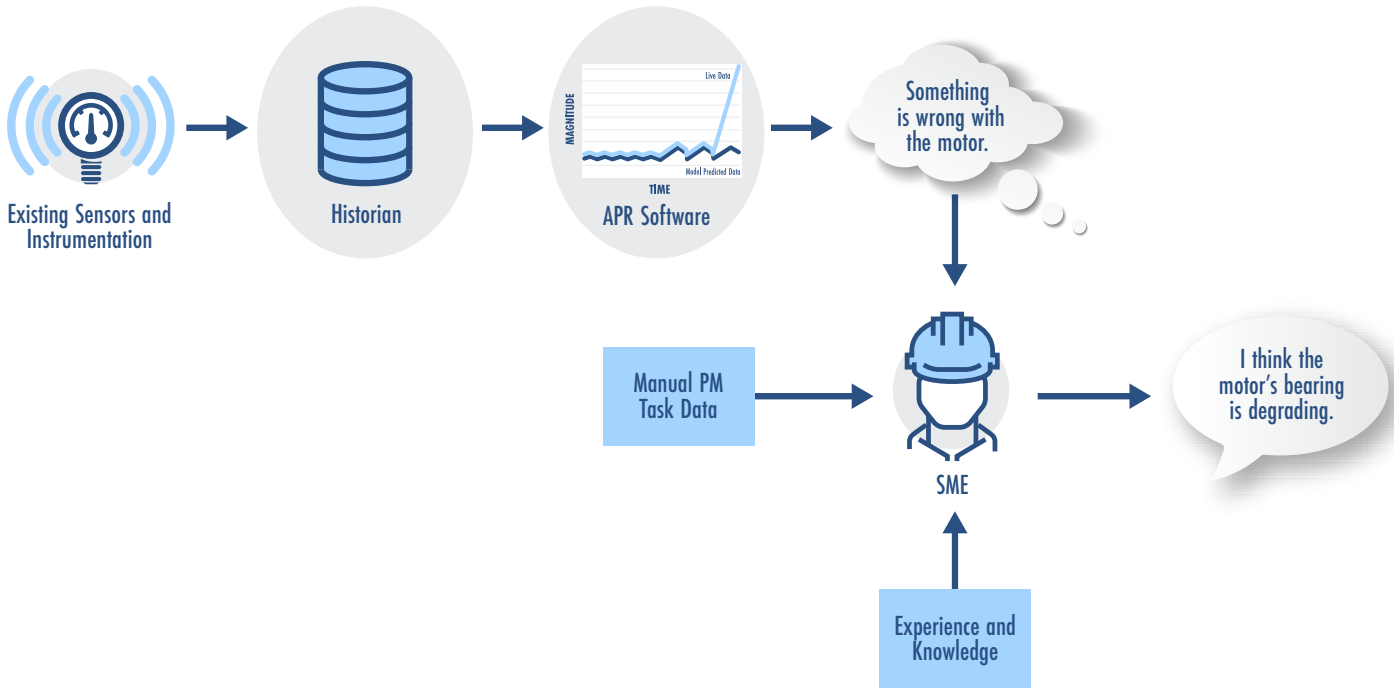 Existing Sensors and
Instrumentation
Historian
MAGNITUDE
Live Data
Model Predicted Data
TIME
APR Software
Something
is wrong with
the motor.
Manual PM
Task Data
SME
I think the
motor's bearing
is degrading.
Experience and
Knowledge